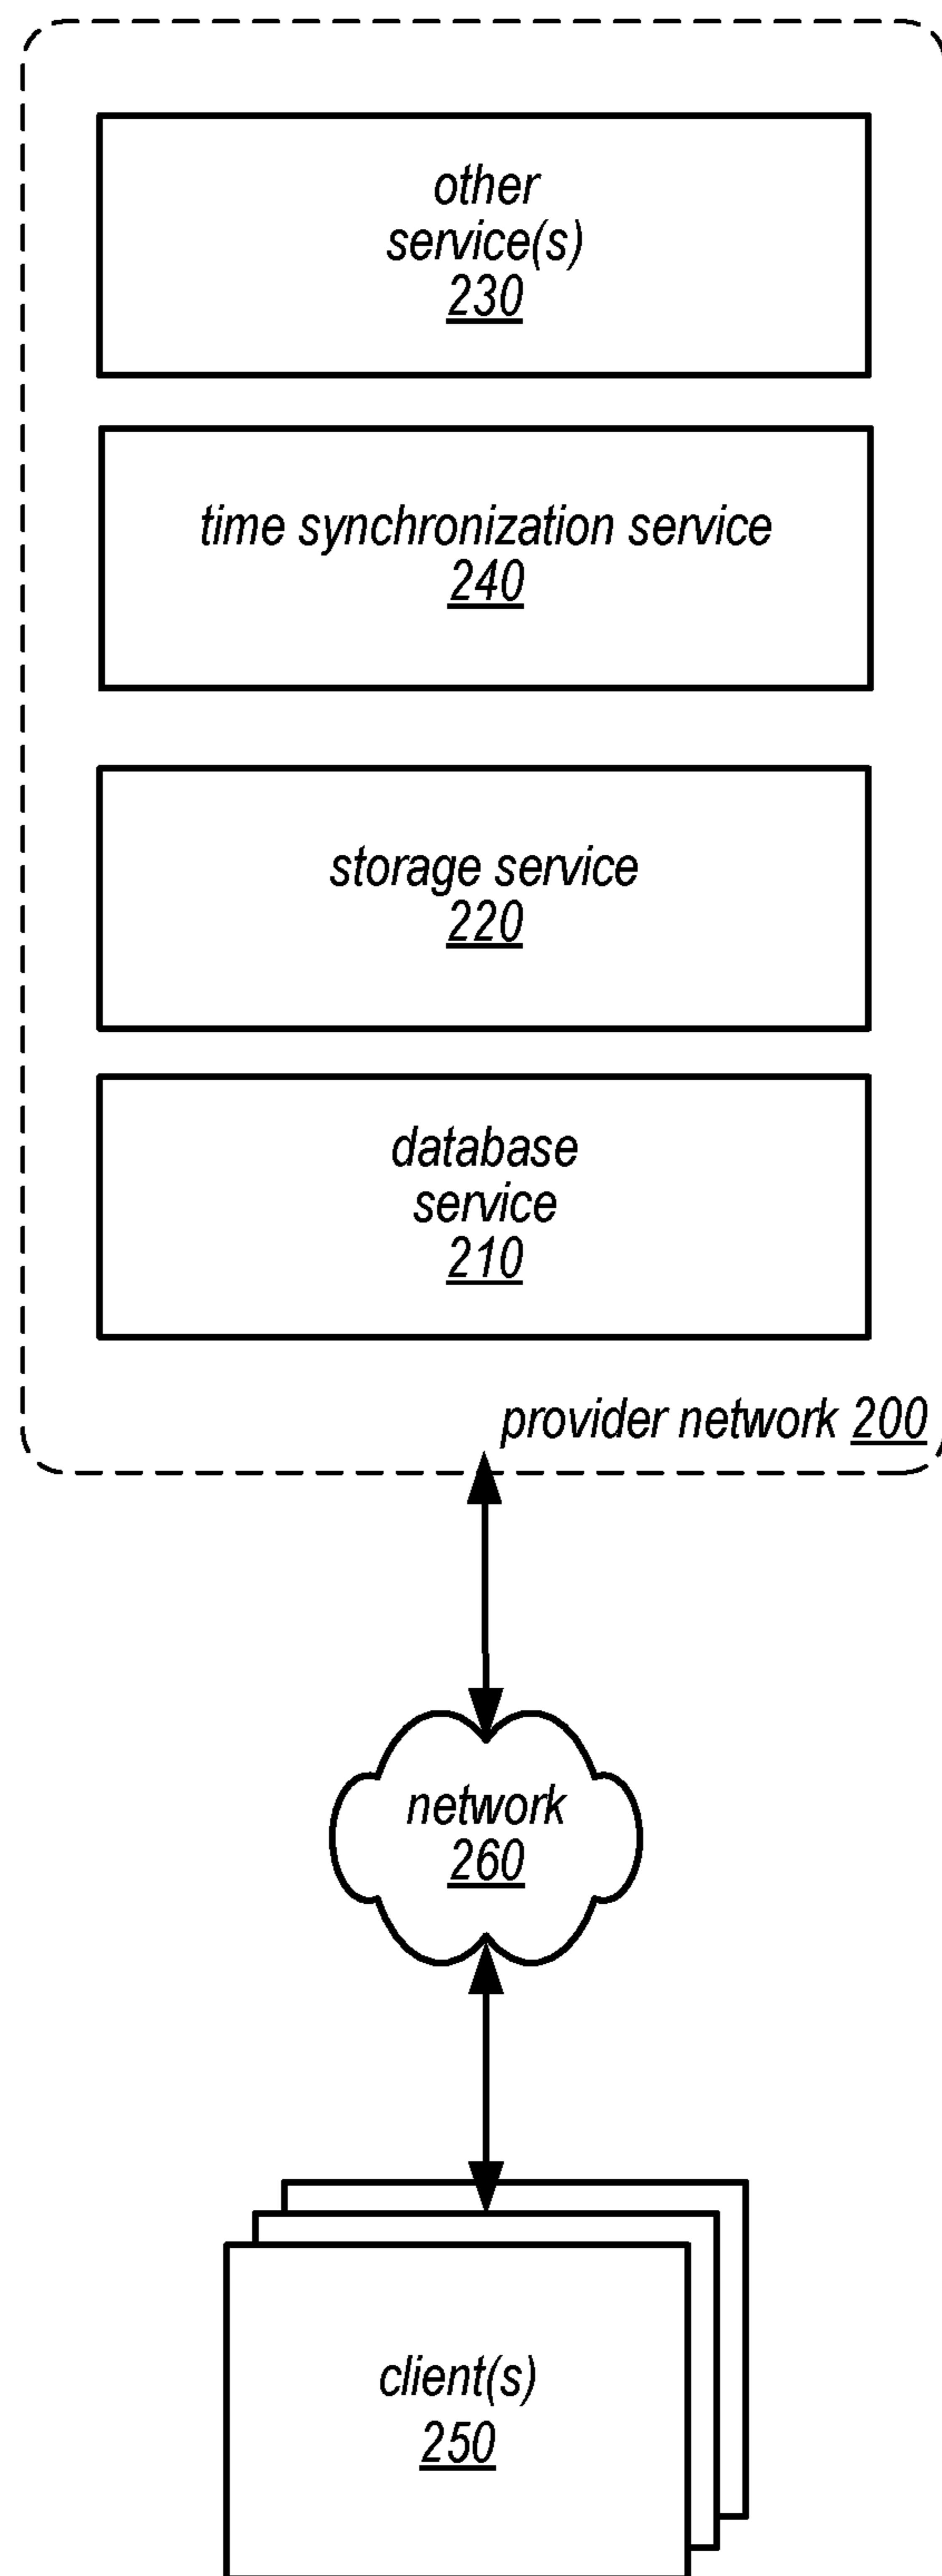 other
service(s)
230
time synchronization service
240
storage service
220
database
service
210
provider network 200
network
260
client(s)
250